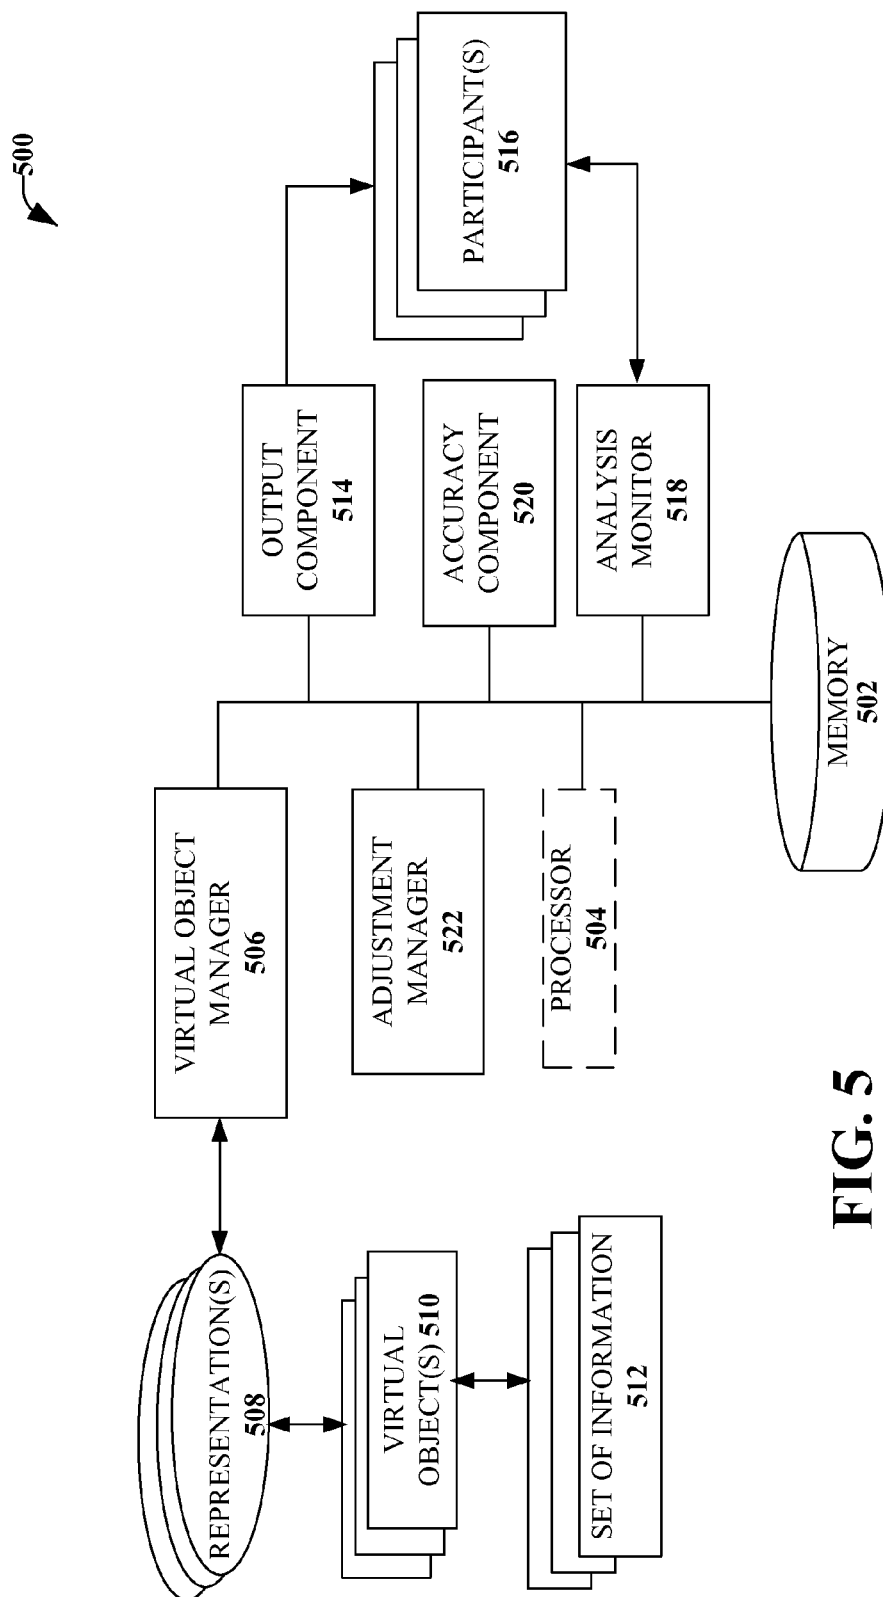 500
REPRESENTATION(S)
508
VIRTUAL
OBJECT(S) 510
SET OF INFORMATION
512
VIRTUAL OBJECT
MANAGER
506
ADJUSTMENT
MANAGER
522
PROCESSOR
504
OUTPUT
COMPONENT
514
ACCURACY
COMPONENT
520
ANALYSIS
MONITOR
518
PARTICIPANT(S)
516
MEMORY
502
FIG. 5